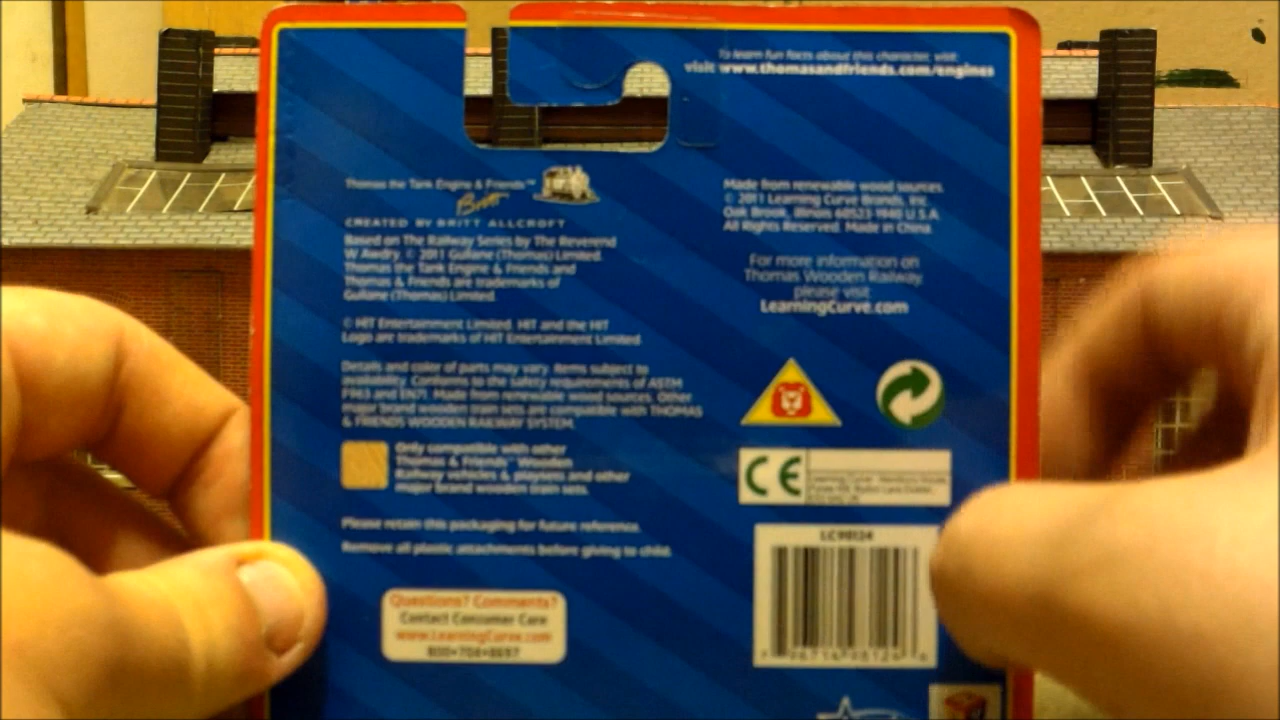 To learn fun facts about this character, visit:
visit www.thomasandfriends.com/engines
Thomas the Tank Engine & Friends™
Britt
CREATED BY BRITT ALLCROFT
Based on The Railway Series by The Reverend
W Awdry. © 2011 Gullane (Thomas) Limited.
Thomas the Tank Engine & Friends and
Thomas & Friends are trademarks of
Gullane (Thomas) Limited.
© HIT Entertainment Limited. HIT and the HIT
Logo are trademarks of HIT Entertainment Limited
Details and color of parts may vary. Items subject to
availability. Conforms to the safety requirements of ASTM
F963 and EN71. Made from renewable wood sources. Other
major brand wooden train sets are compatible with THOMAS
& FRIENDS WOODEN RAILWAY SYSTEM.
Only compatible with other
Thomas & Friends™ Wooden
Railway vehicles & playsets and other
major brand wooden train sets.
Please retain this packaging for future reference.
Remove all plastic attachments before giving to child.
Questions? Comments?
Contact Consumer Care
www.LearningCurve.com
800•704•8697
Made from renewable wood sources.
© 2011 Learning Curve Brands, Inc.
Oak Brook, Illinois 60523-1940 U.S.A.
All Rights Reserved. Made in China
For more information on
Thomas Wooden Railway,
please visit
LearningCurve.com
CE
LC98124